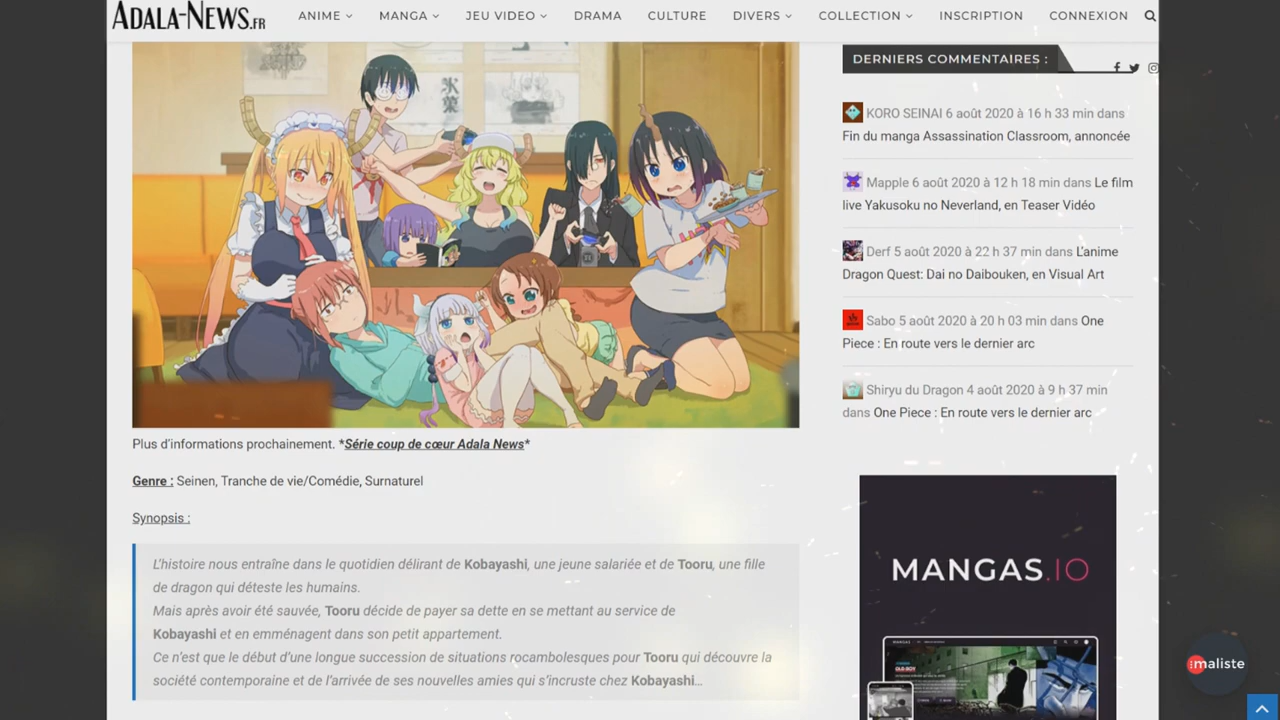 ADALA-NEWS.FR
ANIME
MANGA
JEU VIDEO
DRAMA
CULTURE
DIVERS
COLLECTION
INSCRIPTION
CONNEXION
氷菓
Plus d'informations prochainement. *Série coup de cœur Adala News*
Genre : Seinen, Tranche de vie/Comédie, Surnaturel
Synopsis :
L'histoire nous entraîne dans le quotidien délirant de Kobayashi, une jeune salariée et de Tooru, une fille
de dragon qui déteste les humains.
Mais après avoir été sauvée, Tooru décide de payer sa dette en se mettant au service de
Kobayashi et en emménagent dans son petit appartement.
Ce n'est que le début d'une longue succession de situations rocambolesques pour Tooru qui découvre la
société contemporaine et de l'arrivée de ses nouvelles amies qui s'incruste chez Kobayashi…
DERNIERS COMMENTAIRES :
KORO SEINAI 6 août 2020 à 16 h 33 min dans
Fin du manga Assassination Classroom, annoncée
Mapple 6 août 2020 à 12 h 18 min dans Le film
live Yakusoku no Neverland, en Teaser Vidéo
Derf 5 août 2020 à 22 h 37 min dans L'anime
Dragon Quest: Dai no Daibouken, en Visual Art
Sabo 5 août 2020 à 20 h 03 min dans One
Piece : En route vers le dernier arc
Shiryu du Dragon 4 août 2020 à 9 h 37 min
dans One Piece : En route vers le dernier arc
MANGAS.IO
maliste